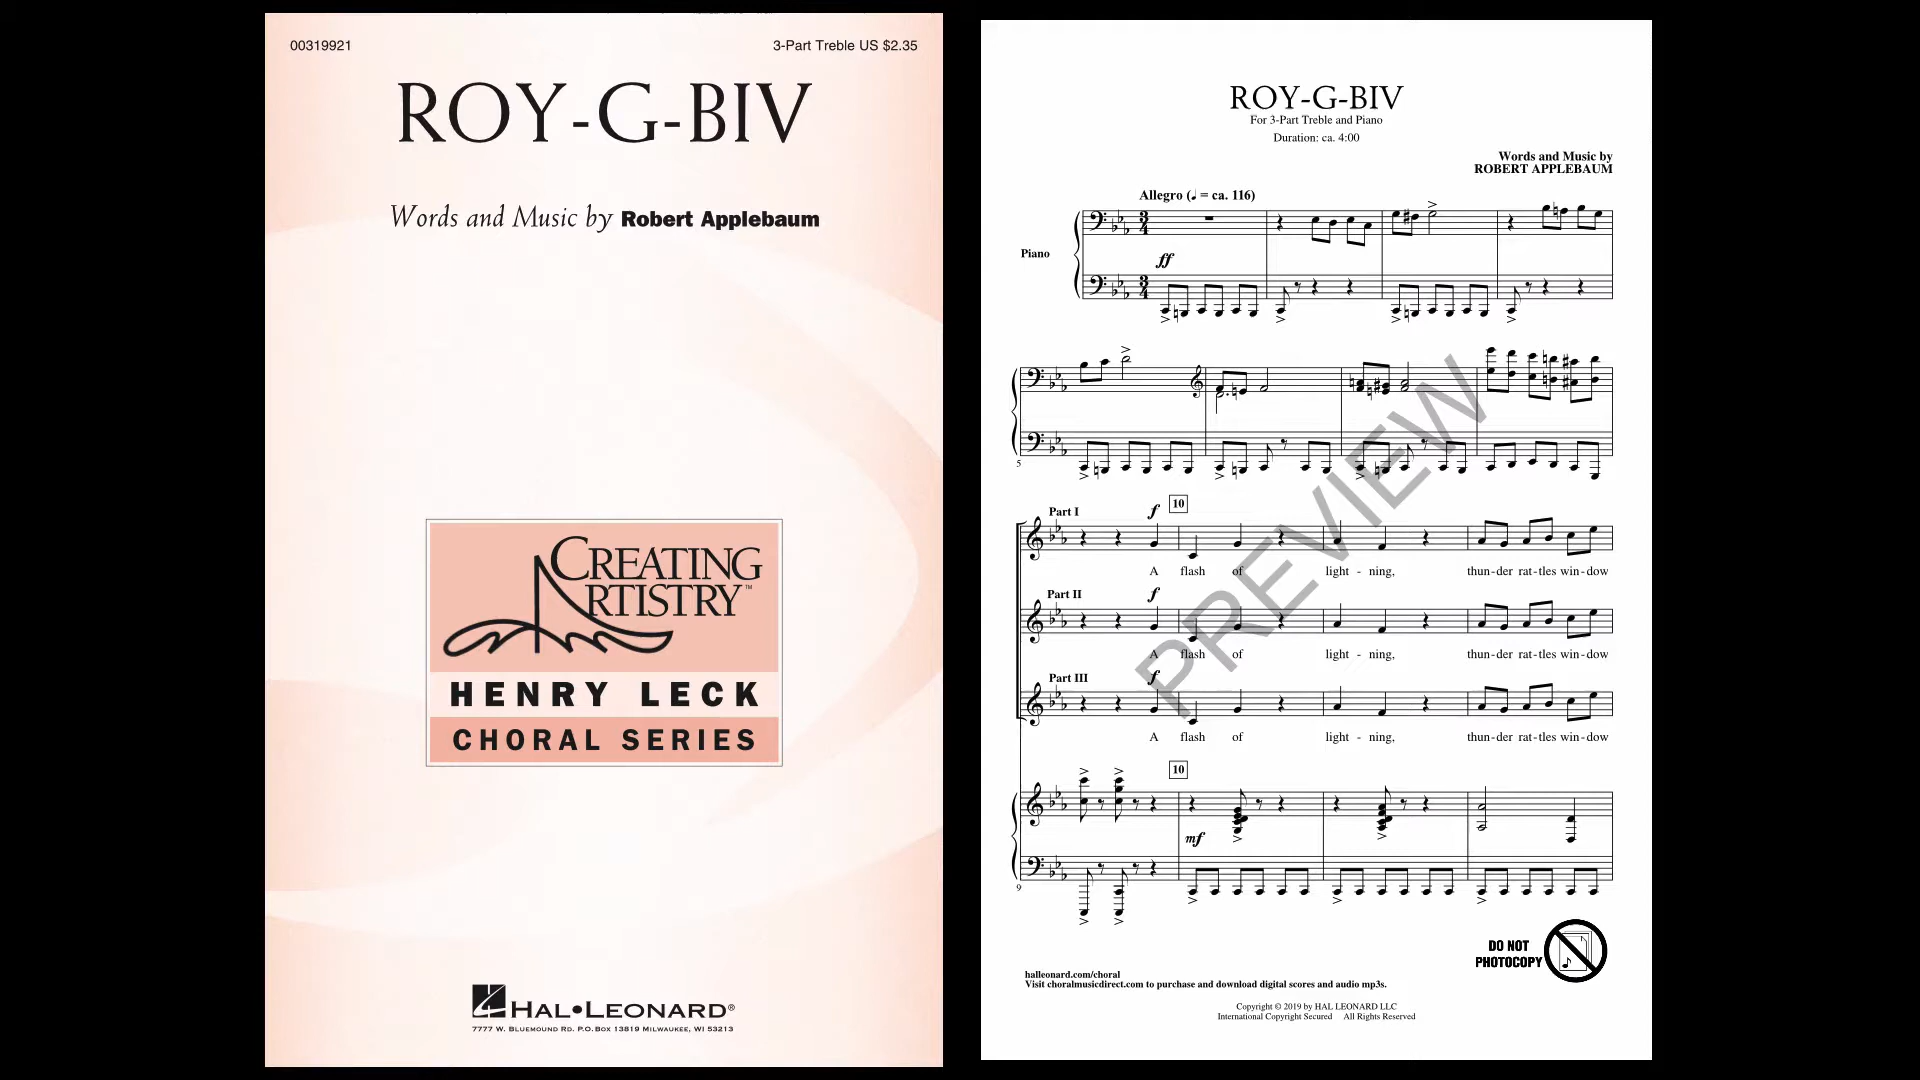 00319921
3-Part Treble US $2.35
ROY-G-BIV
Words and Music by Robert Applebaum
CREATING
ARTISTRY™
HENRY LECK
CHORAL SERIES
HAL•LEONARD®
7777 W. BLUEMOUND RD. P.O. BOX 13819 MILWAUKEE, WI 53213
ROY-G-BIV
For 3-Part Treble and Piano
Duration: ca. 4:00
Words and Music by
ROBERT APPLEBAUM
Allegro (♩ = ca. 116)
3
4
Piano
ff
3
4
5
Part I
f
10
A flash of light - ning, thun-der rat-tles win-dow
Part II
f
A flash of light - ning, thun-der rat-tles win-dow
Part III
f
A flash of light - ning, thun-der rat-tles win-dow
10
mf
9
PREVIEW
DO NOT
PHOTOCOPY
halleonard.com/choral
Visit choralmusicdirect.com to purchase and download digital scores and audio mp3s.
Copyright © 2019 by HAL LEONARD LLC
International Copyright Secured All Rights Reserved